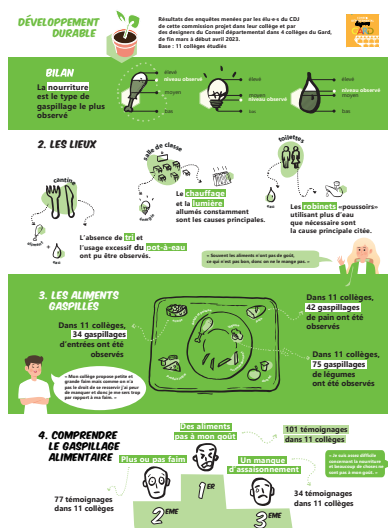 DÉVELOPPEMENT
DURABLE
Résultats des enquêtes menées par les élu·e·s du CDJ
de cette commission projet dans leur collège et par
des designers du Conseil départemental dans 4 collèges du Gard,
de fin mars à début avril 2023.
Base : 11 collèges étudiés
GARD
BILAN
La nourriture
est le type de
gaspillage le plus
observé
élevé
niveau observé
moyen
bas
élevé
moyen
niveau observé
bas
élevé
niveau observé
moyen
bas
2. LES LIEUX
cantine
aliments
+
eau
L'absence de tri et
l'usage excessif du pot-à-eau
ont pu être observés.
salle de classe
énergie
Le chauffage
et la lumière
allumés constamment
sont les causes principales.
toilettes
eau
Les robinets «poussoirs»
utilisant plus d'eau
que nécessaire sont
la cause principale citée.
« Souvent les aliments n'ont pas de goût,
ce qui n'est pas bon, dans on ne le mange pas. »
3. LES ALIMENTS
GASPILLÉS
Dans 11 collèges,
34 gaspillages
d'entrées ont été
observés
Dans 11 collèges,
42 gaspillages
de pain ont été
observés
Dans 11 collèges,
75 gaspillages
de légumes
ont été observés
« Mon collège propose petite et
grande faim mais comme on n'a
pas le droit de se resservir j'ai peur
de manquer et donc je me sers trop
par rapport à ma faim. »
4. COMPRENDRE
LE GASPILLAGE
ALIMENTAIRE
Des aliments
pas à mon goût
101 témoignages
dans 11 collèges
Plus ou pas faim
77 témoignages
dans 11 collèges
Un manque
d'assaisonnement
34 témoignages
dans 11 collèges
1ER
2EME
3EME